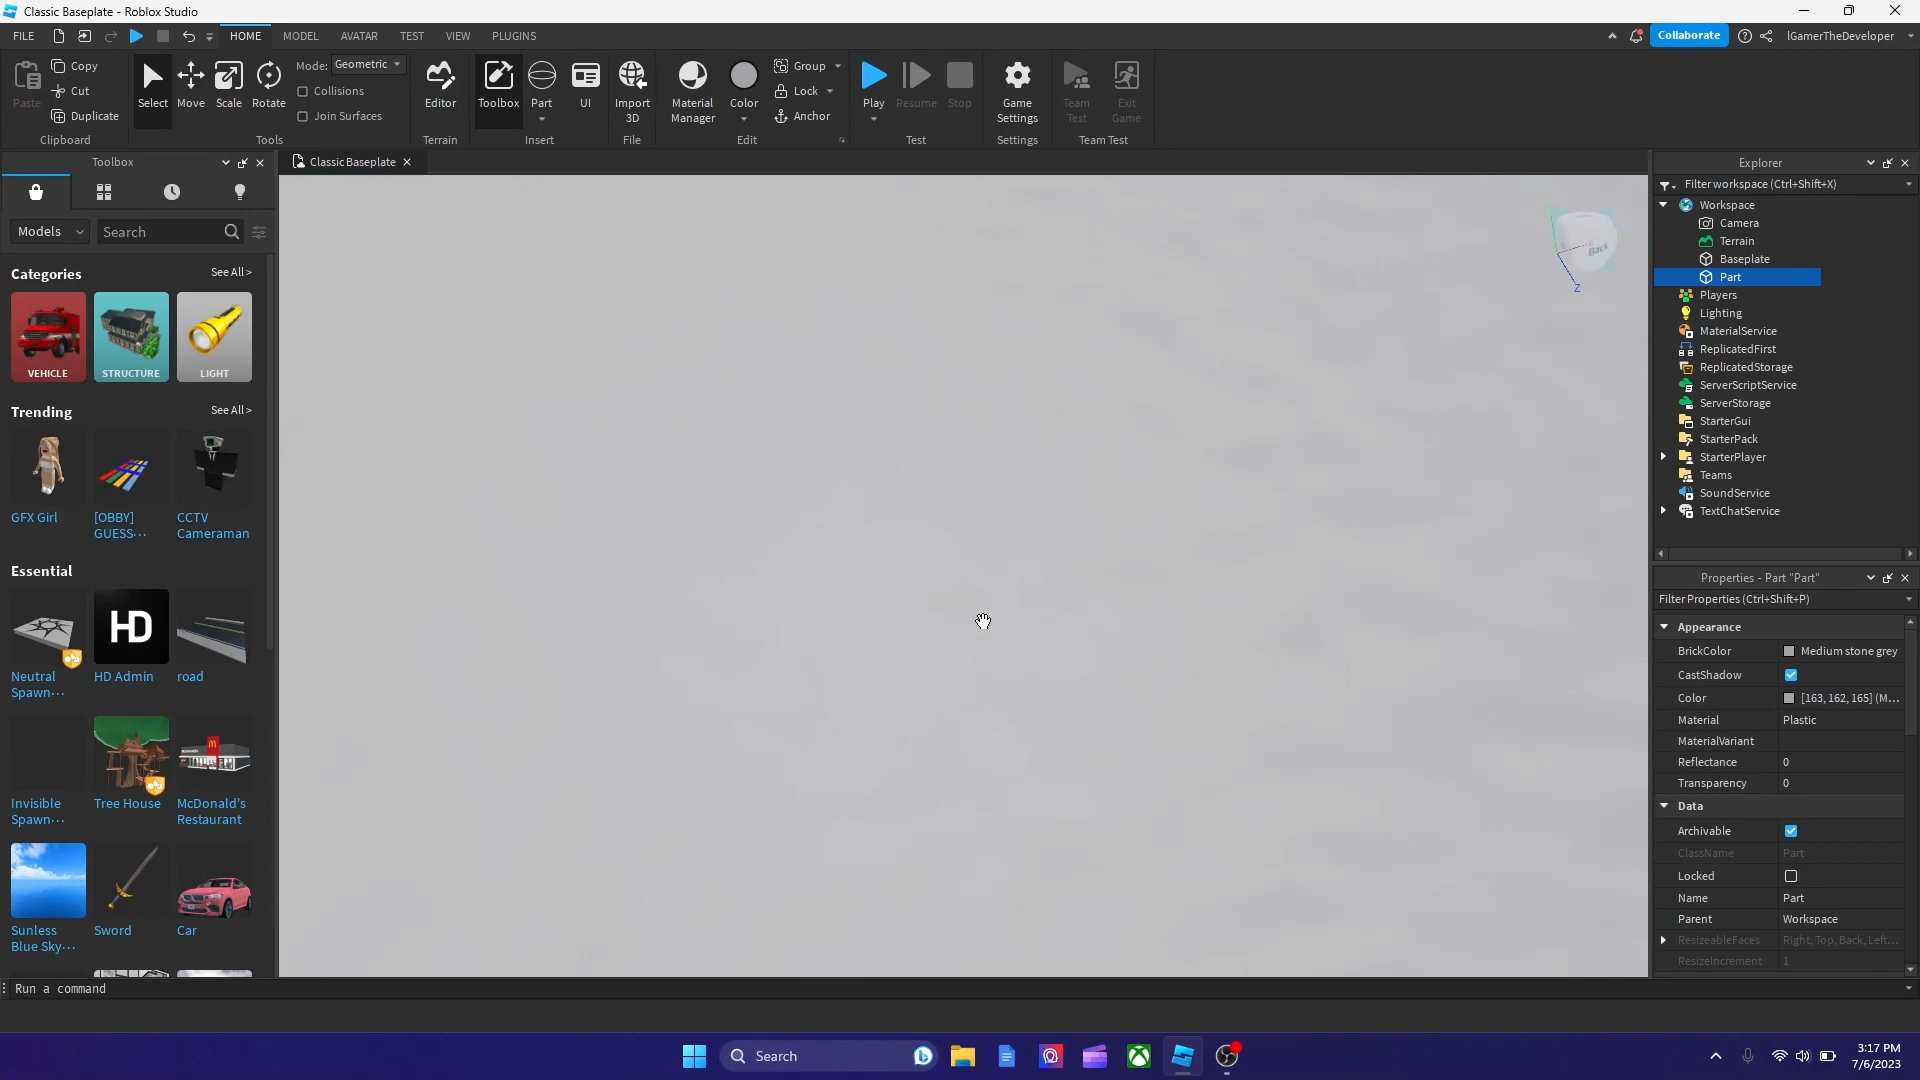 Classic Baseplate - Roblox Studio
FILE
HOME
MODEL
AVATAR
TEST
VIEW
PLUGINS
Collaborate
lGamerTheDeveloper
Paste
Copy
Cut
Duplicate
Clipboard
Select
Move
Scale
Rotate
Mode: Geometric
Collisions
Join Surfaces
Tools
Editor
Terrain
Toolbox
Part
UI
Insert
Import
3D
File
Material
Manager
Color
Group
Lock
Anchor
Edit
Play
Resume
Stop
Test
Game
Settings
Settings
Team
Test
Exit
Game
Team Test
Toolbox
Models
Search
Categories
See All >
VEHICLE
STRUCTURE
LIGHT
Trending
See All >
GFX Girl
[OBBY]
GUESS...
CCTV
Cameraman
Essential
HD
Neutral
Spawn...
HD Admin
road
Invisible
Spawn...
Tree House
McDonald's
Restaurant
Sunless
Blue Sky...
Sword
Car
Classic Baseplate
Back
Z
Explorer
Filter workspace (Ctrl+Shift+X)
Workspace
Camera
Terrain
Baseplate
Part
Players
Lighting
MaterialService
ReplicatedFirst
ReplicatedStorage
ServerScriptService
ServerStorage
StarterGui
StarterPack
StarterPlayer
Teams
SoundService
TextChatService
Properties - Part "Part"
Filter Properties (Ctrl+Shift+P)
Appearance
BrickColor Medium stone grey
CastShadow
Color [163, 162, 165] (M...
Material Plastic
MaterialVariant
Reflectance 0
Transparency 0
Data
Archivable
ClassName Part
Locked
Name Part
Parent Workspace
ResizeableFaces Right, Top, Back, Left...
ResizeIncrement 1
Run a command
Search
3:17 PM
7/6/2023